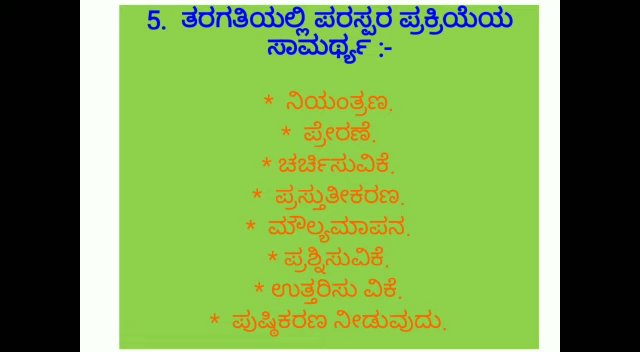 5. ತರಗತಿಯಲ್ಲಿ ಪರಸ್ಪರ ಪ್ರಕ್ರಿಯೆಯ
ಸಾಮರ್ಥ್ಯ :-
* ನಿಯಂತ್ರಣ.
* ಪ್ರೇರಣೆ.
* ಚರ್ಚಿಸುವಿಕೆ.
* ಪ್ರಸ್ತುತೀಕರಣ.
* ಮೌಲ್ಯಮಾಪನ.
* ಪ್ರಶ್ನಿಸುವಿಕೆ.
* ಉತ್ತರಿಸು ವಿಕೆ.
* ಪುಷ್ಠಿಕರಣ ನೀಡುವುದು.